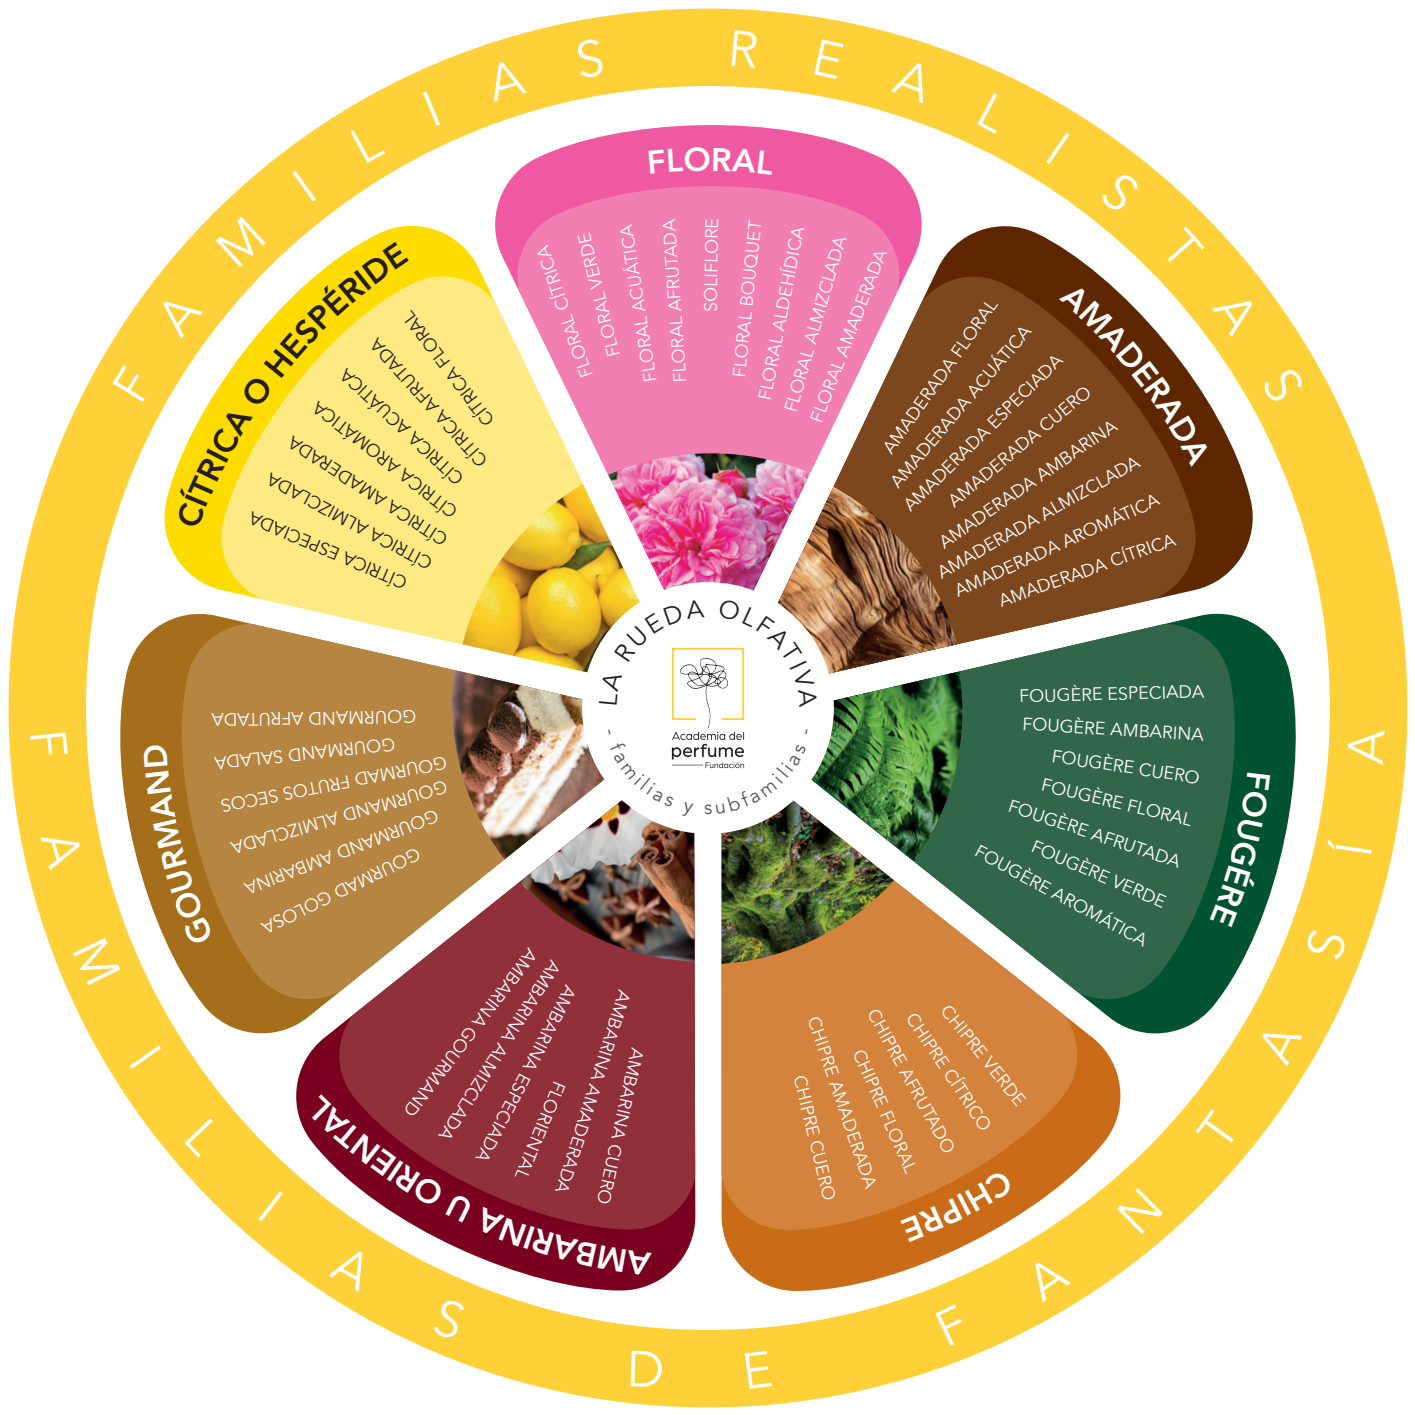 FAMILIAS REALISTAS
FLORAL
FLORAL CÍTRICA
FLORAL VERDE
FLORAL ACUÁTICA
FLORAL AFRUTADA
SOLIFLORE
FLORAL BOUQUET
FLORAL ALDEHÍDICA
FLORAL ALMIZCLADA
FLORAL AMADERADA
AMADERADA
AMADERADA FLORAL
AMADERADA ACUÁTICA
AMADERADA ESPECIADA
AMADERADA CUERO
AMADERADA AMBARINA
AMADERADA ALMIZCLADA
AMADERADA AROMÁTICA
AMADERADA CÍTRICA
FOUGÉRE
FOUGÈRE ESPECIADA
FOUGÈRE AMBARINA
FOUGÈRE CUERO
FOUGÈRE FLORAL
FOUGÈRE AFRUTADA
FOUGÈRE VERDE
FOUGÈRE AROMÁTICA
CHIPRE
CHIPRE VERDE
CHIPRE CÍTRICO
CHIPRE AFRUTADO
CHIPRE FLORAL
CHIPRE AMADERADA
CHIPRE CUERO
AMBARINA U ORIENTAL
AMBARINA CUERO
AMBARINA AMADERADA
FLORIENTAL
AMBARINA ESPECIADA
AMBARINA ALMIZCLADA
AMBARINA GOURMAND
GOURMAND
GOURMAD GOLOSA
GOURMAND AMBARINA
GOURMAND ALMIZCLADA
GOURMAD FRUTOS SECOS
GOURMAND SALADA
GOURMAND AFRUTADA
CÍTRICA O HESPÉRIDE
CÍTRICA ESPECIADA
CÍTRICA ALMIZCLADA
CÍTRICA AMADERADA
CÍTRICA AROMÁTICA
CÍTRICA ACUÁTICA
CÍTRICA AFRUTADA
CÍTRICA FLORAL
LA RUEDA OLFATIVA
Academia del
perfume
Fundación
- familias y subfamilias -
FAMILIAS DE FANTASÍA